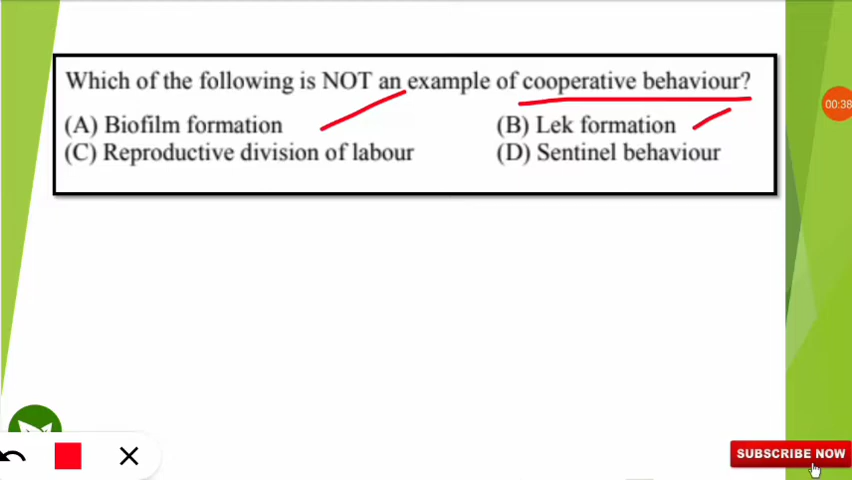 Which of the following is NOT an example of cooperative behaviour?
(A) Biofilm formation (B) Lek formation
(C) Reproductive division of labour (D) Sentinel behaviour
00:38
SUBSCRIBE NOW